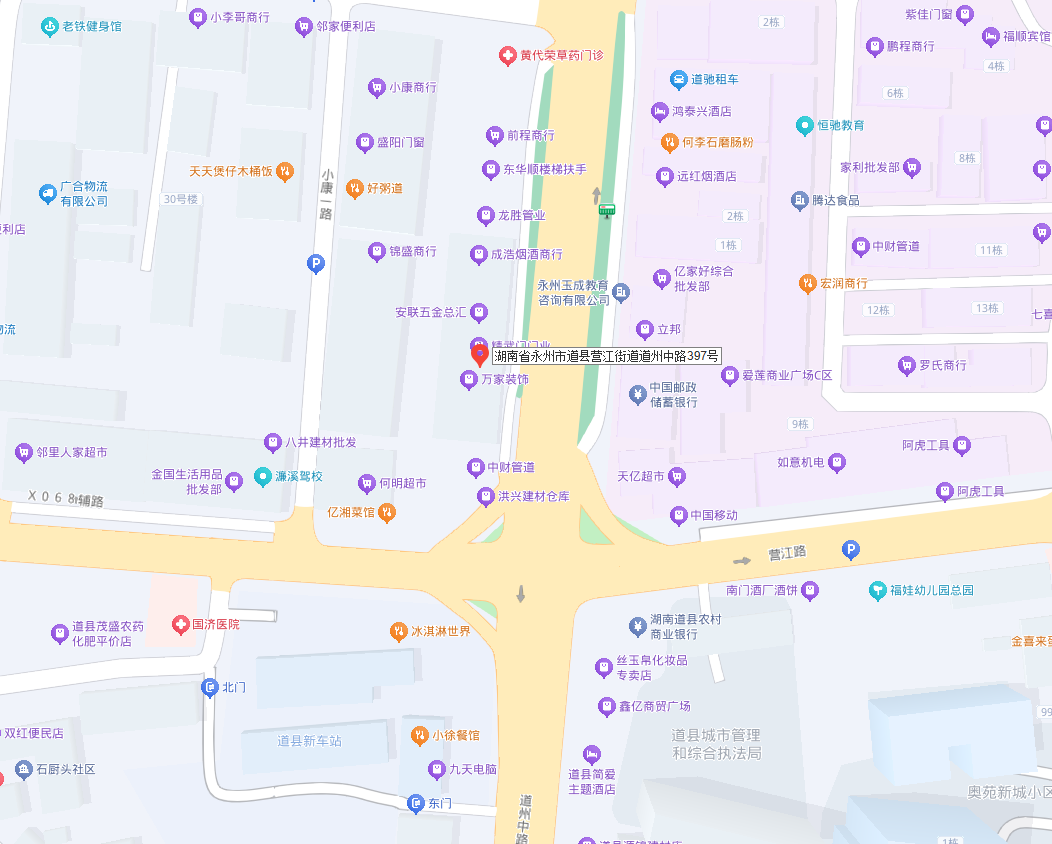 小李哥商行
老铁健身馆
邻家便利店
2栋
紫佳门窗
福顺宾馆
鹏程商行
黄代荣草药门诊
4栋
道驰租车
小康商行
6栋
鸿泰兴酒店
恒驰教育
前程商行
盛阳门窗
何李石磨肠粉
8栋
天天煲仔木桶饭
东华顺楼梯扶手
家利批发部
远红烟酒店
广合物流
有限公司
好粥道
小康一路
30号楼
腾达食品
龙胜管业
2栋
便利店
1栋
中财管道
11栋
锦盛商行
成浩烟酒商行
亿家好综合
批发部
永州玉成教育
咨询有限公司
宏润商行
安联五金总汇
12栋
13栋
七喜
物流
立邦
精武门门业
湖南省永州市道县营江街道道州中路397号
万家装饰
爱莲商业广场C区
罗氏商行
中国邮政
储蓄银行
9栋
八井建材批发
邻里人家超市
阿虎工具
金国生活用品
批发部
濂溪驾校
中财管道
如意机电
何明超市
天亿超市
X068辅路
洪兴建材仓库
阿虎工具
亿湘菜馆
中国移动
营江路
南门酒厂酒饼
福娃幼儿园总园
道县茂盛农药
化肥平价店
国济医院
冰淇淋世界
湖南道县农村
商业银行
金喜来蛋
丝玉帛化妆品
专卖店
北门
鑫亿商贸广场
99
双红便民店
道县新车站
小徐餐馆
道县城市管理
和综合执法局
石厨头社区
九天电脑
道县简爱
主题酒店
奥苑新城小区
东门
道州中路
1栋